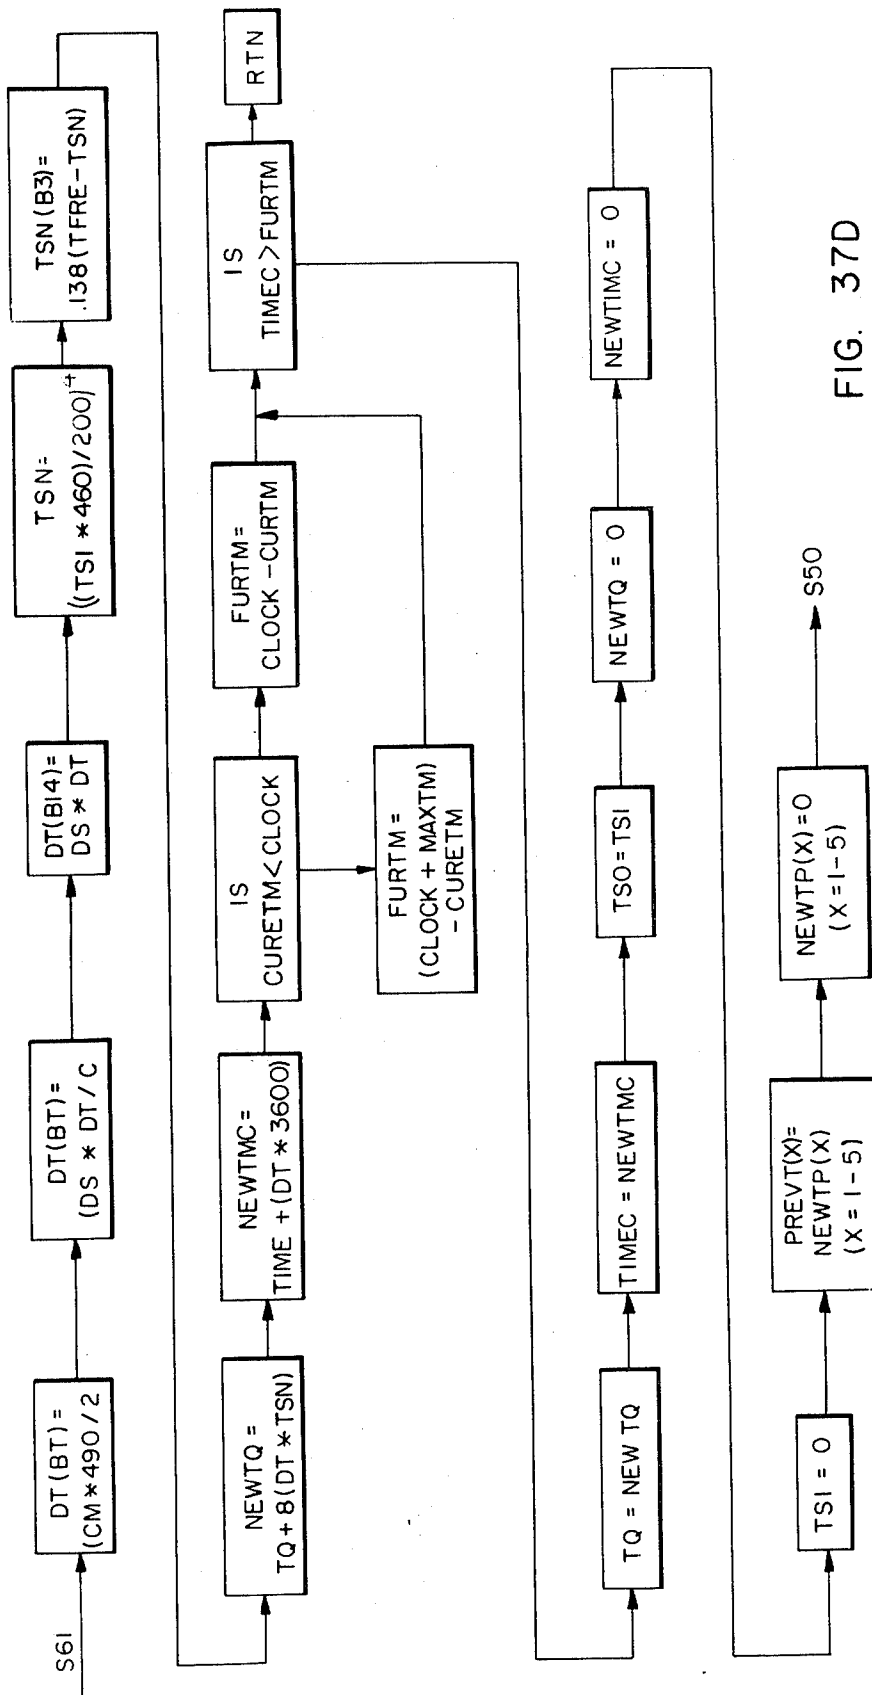 S61
DT(BT)=
(CM*490/2
DT(BT)=
(DS * DT/C
DT(B14)=
DS * DT
TSN=
((TSI *460)/200)⁴
TSN(B3)=
.138(TFRE-TSN)
NEWTQ =
TQ+8(DT*TSN)
NEWTMC =
TIME +(DT *3600)
IS
CURETM<CLOCK
FURTM=
CLOCK-CURTM
FURTM=
(CLOCK + MAXTM)
- CURETM
IS
TIMEC>FURTM
RTN
TQ = NEW TQ
TIMEC = NEWTMC
TSO=TSI
NEWTQ = 0
NEWTIMC = 0
TSI = 0
PREVT(X)=
NEWTP(X)
(X=1-5)
NEWTP(X)=0
(X=1-5)
S50
FIG. 37D